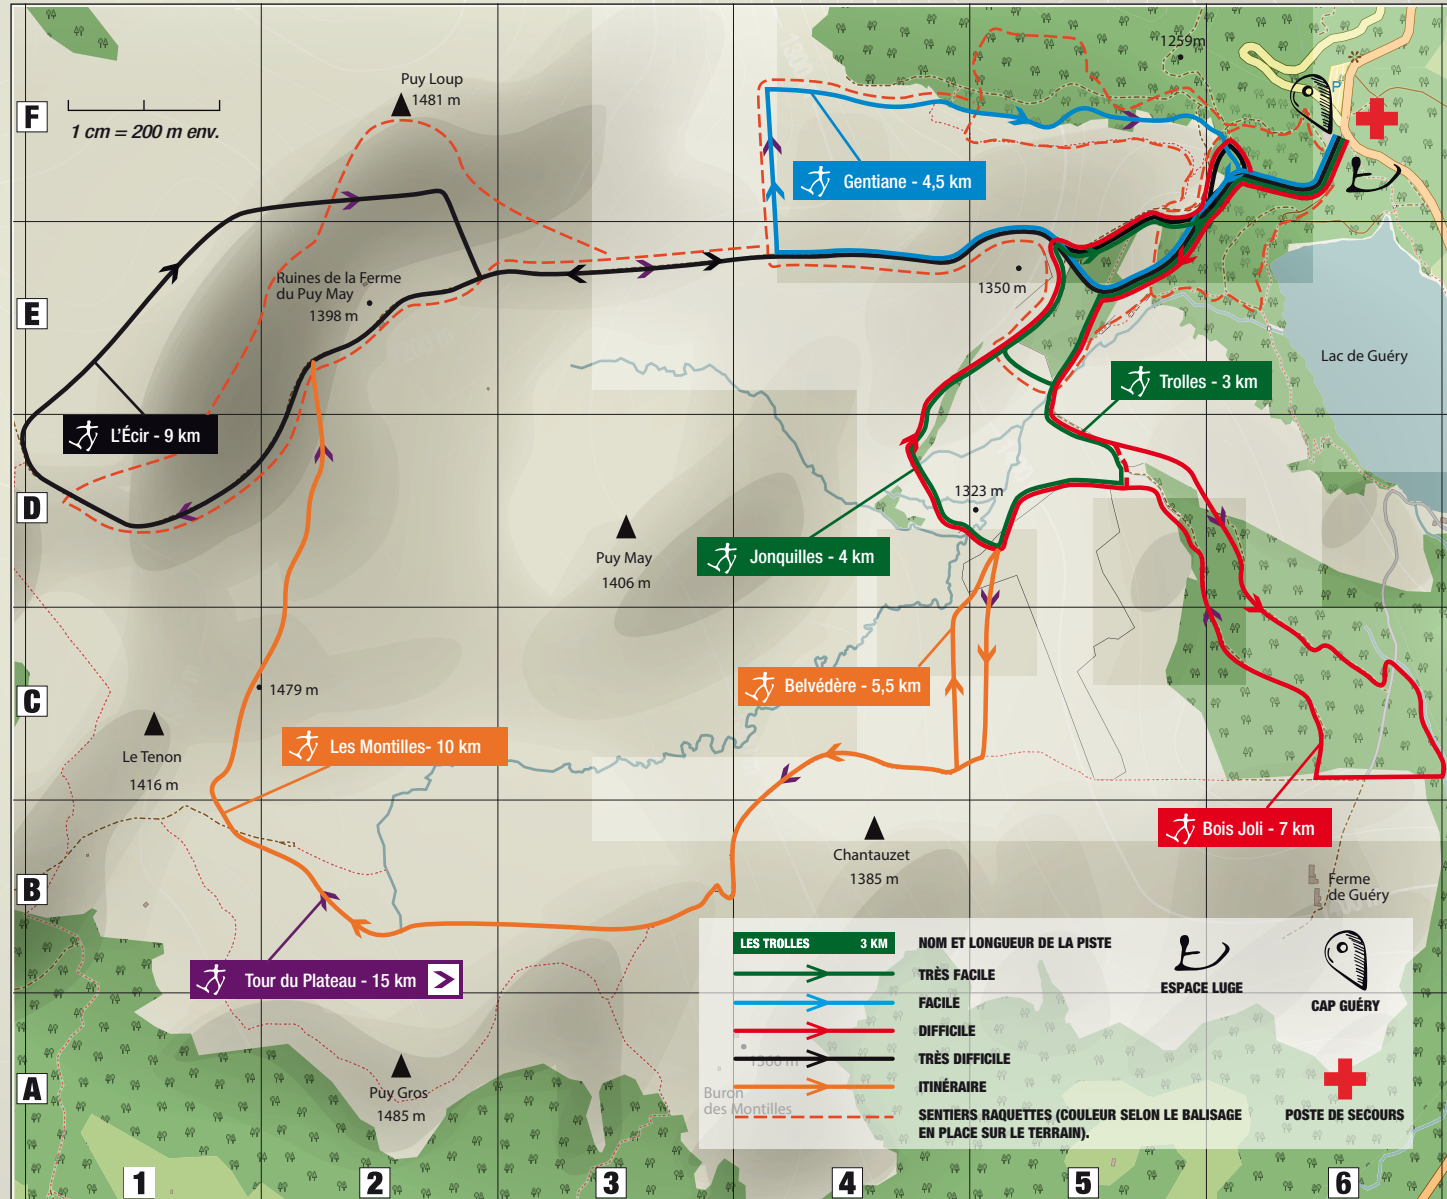 1259m
P
Puy Loup
1481 m
F
1 cm = 200 m env.
Gentiane - 4,5 km
Ruines de la Ferme
du Puy May
1398 m
1350 m
E
Lac de Guéry
Trolles - 3 km
L'Écir - 9 km
D
1323 m
Puy May
1406 m
Jonquilles - 4 km
Belvédère - 5,5 km
C
1479 m
Le Tenon
1416 m
Les Montilles- 10 km
Bois Joli - 7 km
Chantauzet
1385 m
B
Ferme
de Guéry
Tour du Plateau - 15 km
LES TROLLES 3 KM
NOM ET LONGUEUR DE LA PISTE
TRÈS FACILE
FACILE
DIFFICILE
TRÈS DIFFICILE
ITINÉRAIRE
SENTIERS RAQUETTES (COULEUR SELON LE BALISAGE
EN PLACE SUR LE TERRAIN).
ESPACE LUGE
CAP GUÉRY
POSTE DE SECOURS
1360 m
Buron
des Montilles
A
Puy Gros
1485 m
1
2
3
4
5
6